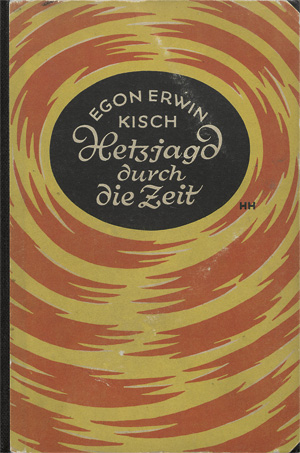 EGON ERWIN
KISCH
Hetzjagd
durch
die Zeit
HH